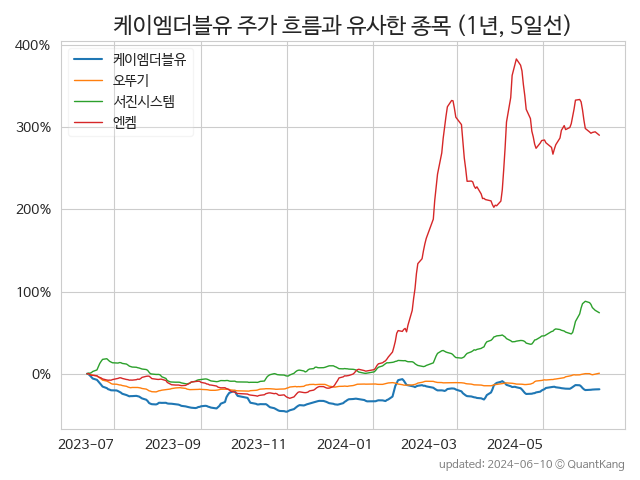 케이엠더블유 주가 흐름과 유사한 종목 (1년, 5일선)
400%
300%
200%
100%
0%
케이엠더블유
오뚜기
서진시스템
엔켐
2023-07
2023-09
2023-11
2024-01
2024-03
2024-05
updated: 2024-06-10 © QuantKang